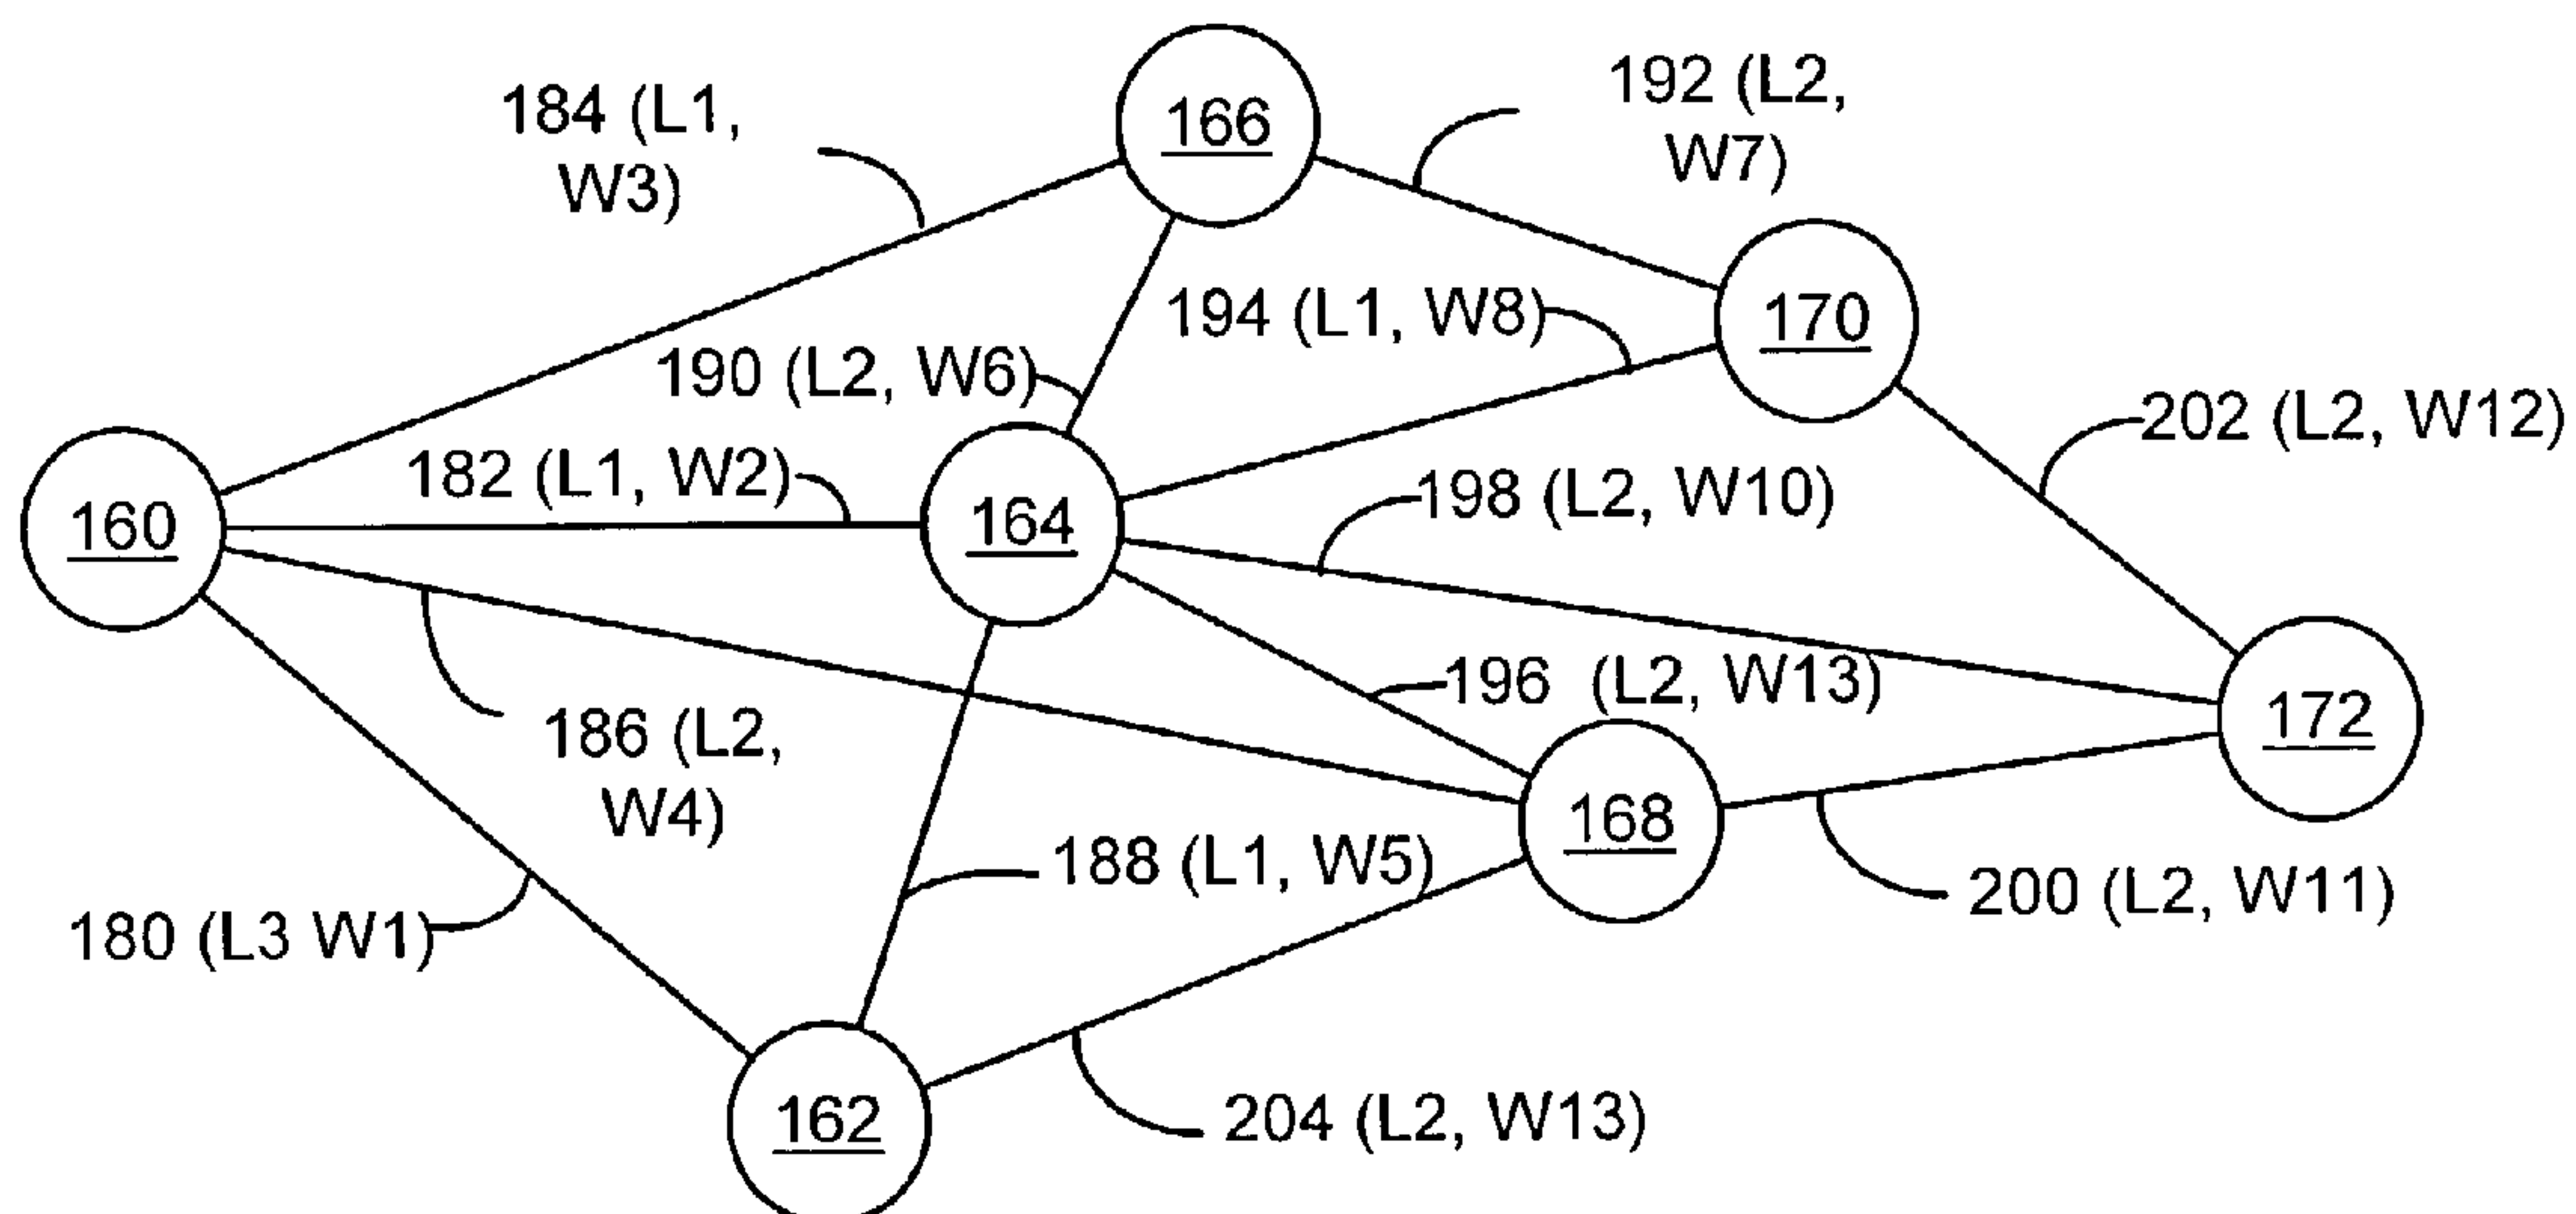 184 (L1,
W3)
166
192 (L2,
W7)
194 (L1, W8)
170
190 (L2, W6)
202 (L2, W12)
182 (L1, W2)
198 (L2, W10)
160
164
196 (L2, W13)
186 (L2,
W4)
172
168
188 (L1, W5)
200 (L2, W11)
180 (L3 W1)
162
204 (L2, W13)